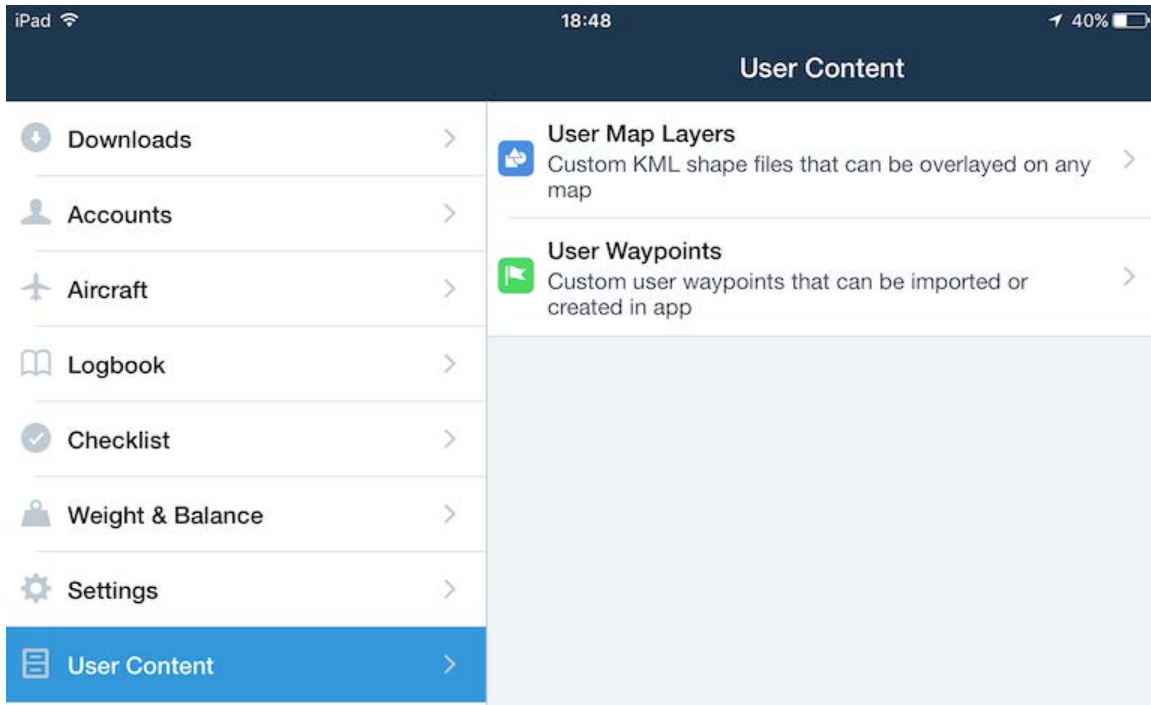 iPad
18:48
40%
User Content
Downloads
Accounts
Aircraft
Logbook
Checklist
Weight & Balance
Settings
User Content
User Map Layers
Custom KML shape files that can be overlayed on any
map
User Waypoints
Custom user waypoints that can be imported or
created in app